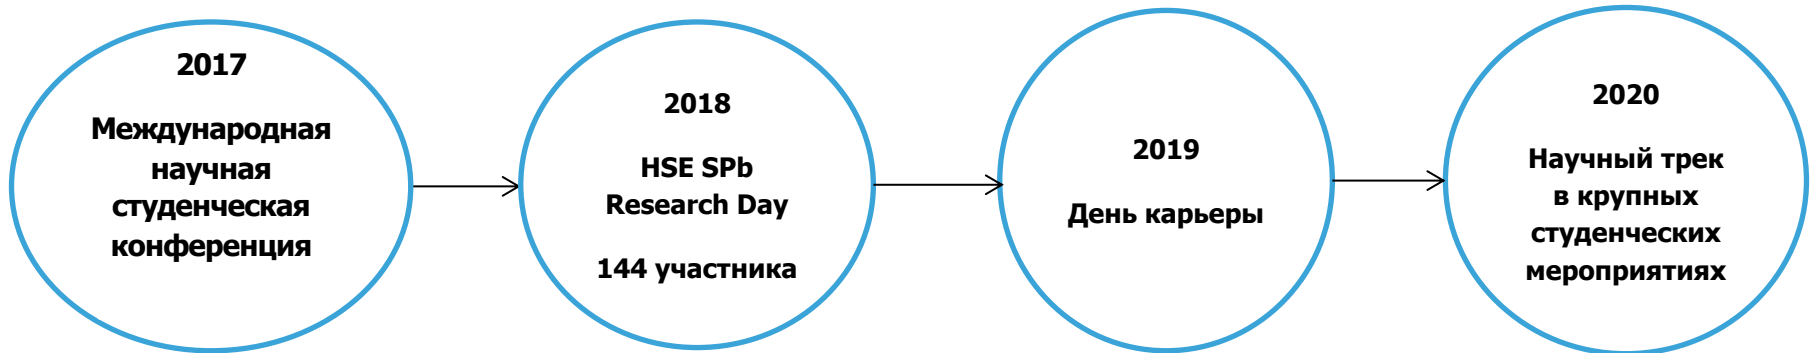 2017
Международная
научная
студенческая
конференция
2018
HSE SPb
Research Day
144 участника
2019
День карьеры
2020
Научный трек
в крупных
студенческих
мероприятиях